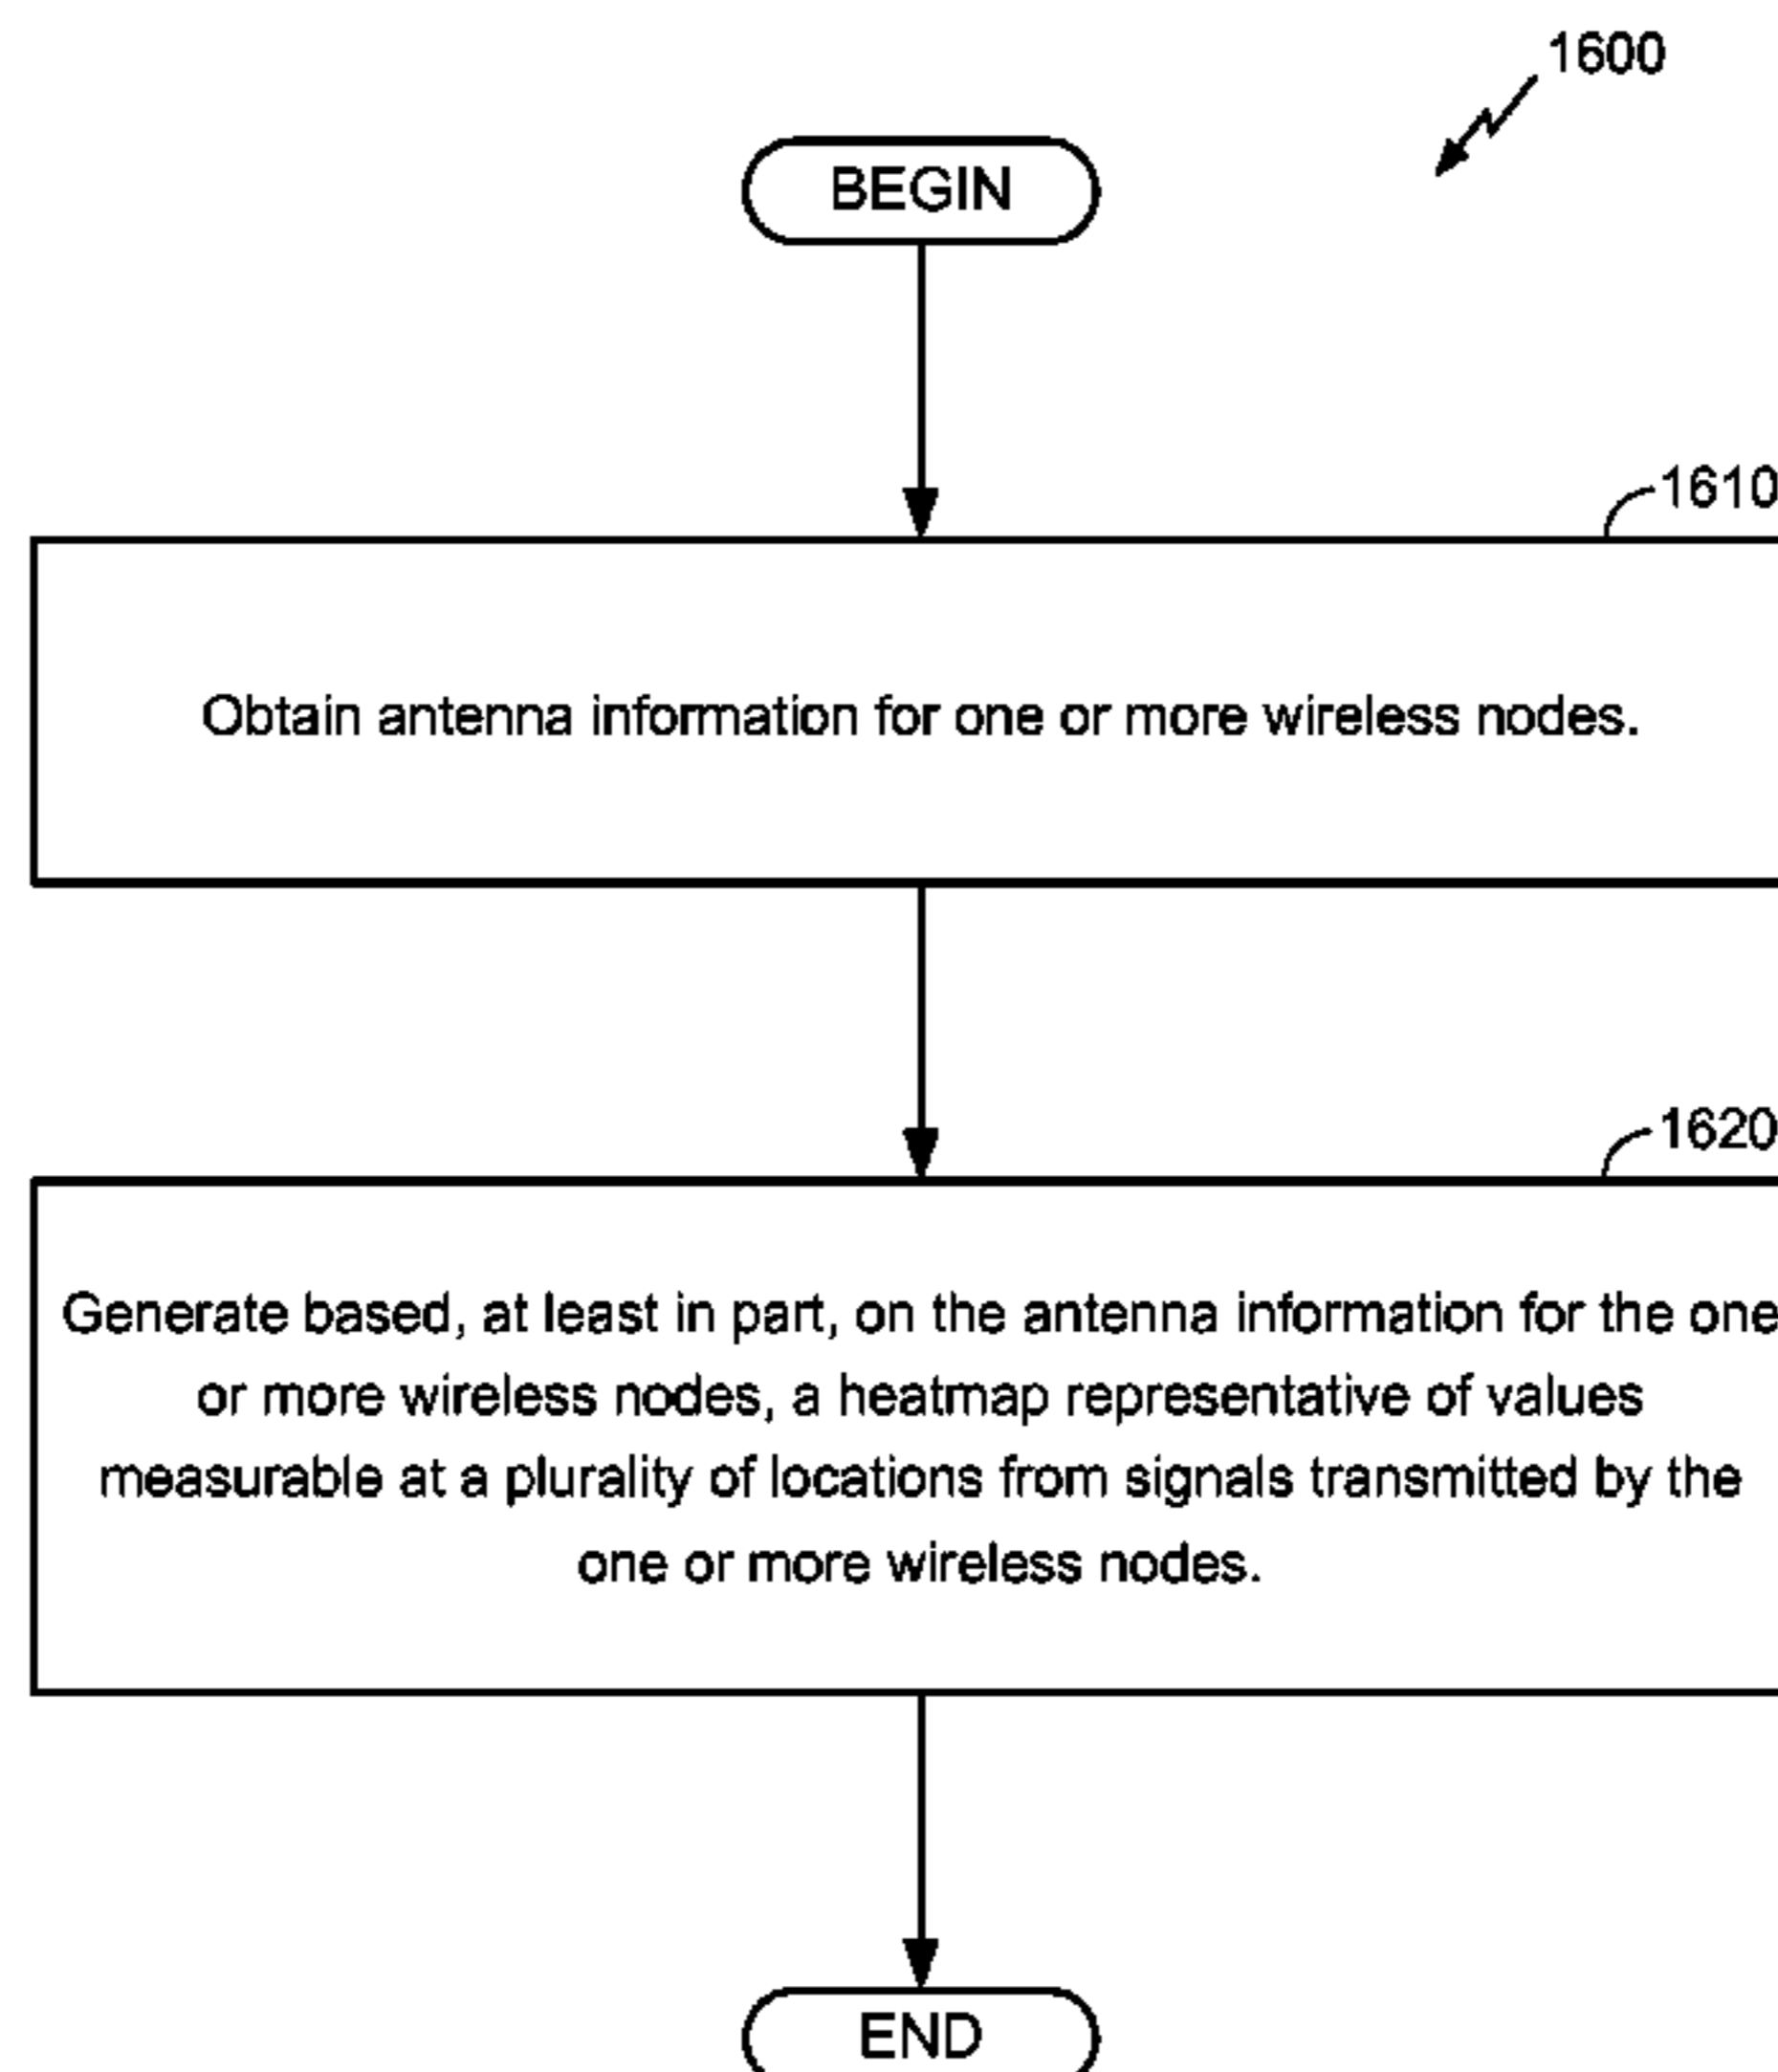 1600
BEGIN
1610
Obtain antenna information for one or more wireless nodes.
1620
Generate based, at least in part, on the antenna information for the one
or more wireless nodes, a heatmap representative of values
measurable at a plurality of locations from signals transmitted by the
one or more wireless nodes.
END